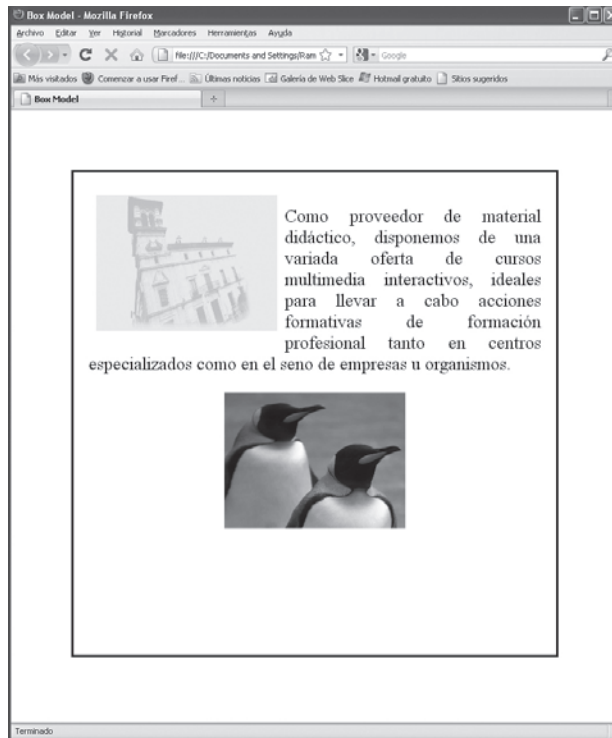 Box Model - Mozilla Firefox
Archivo Editar Ver Historial Marcadores Herramientas Ayuda
file:///C:/Documents and Settings/Ram Google
Más visitados Comenzar a usar Firef... Últimas noticias Galería de Web Slice Hotmail gratuito Sitios sugeridos
Box Model
Como proveedor de material
didáctico, disponemos de una
variada oferta de cursos
multimedia interactivos, ideales
para llevar a cabo acciones
formativas de formación
profesional tanto en centros
especializados como en el seno de empresas u organismos.
Terminado